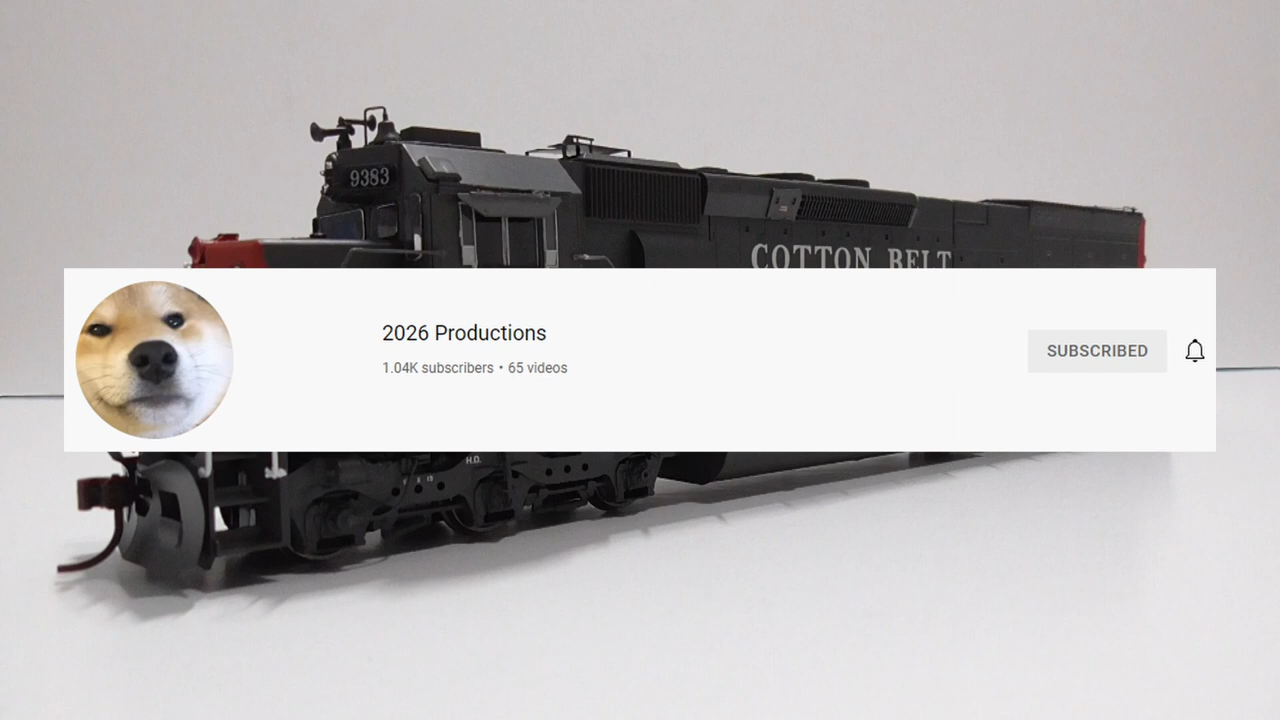 9383
COTTON BELT
2026 Productions
1.04K subscribers • 65 videos
SUBSCRIBED
H.D.